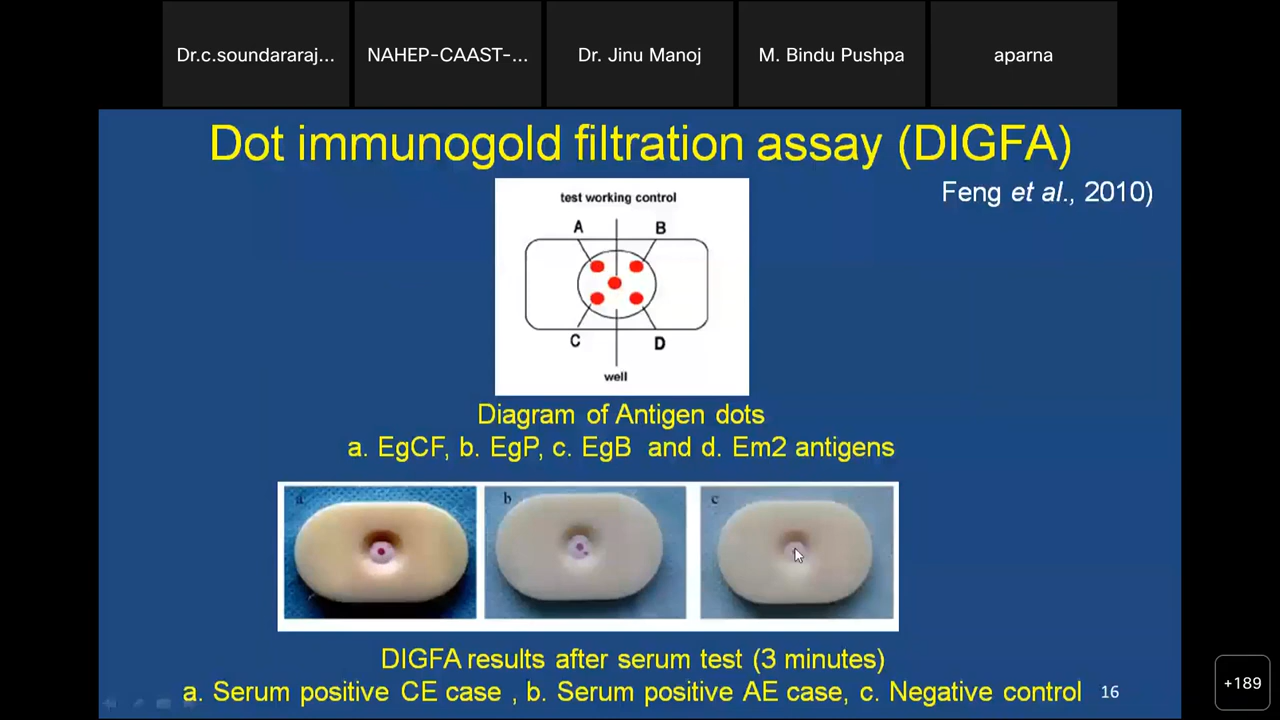 Dr.c.soundararaj...
NAHEP-CAAST-...
Dr. Jinu Manoj
M. Bindu Pushpa
aparna
Dot immunogold filtration assay (DIGFA)
Feng et al., 2010)
test working control
A
B
C
D
well
Diagram of Antigen dots
a. EgCF, b. EgP, c. EgB and d. Em2 antigens
a
b
c
DIGFA results after serum test (3 minutes)
a. Serum positive CE case , b. Serum positive AE case, c. Negative control
16
+189